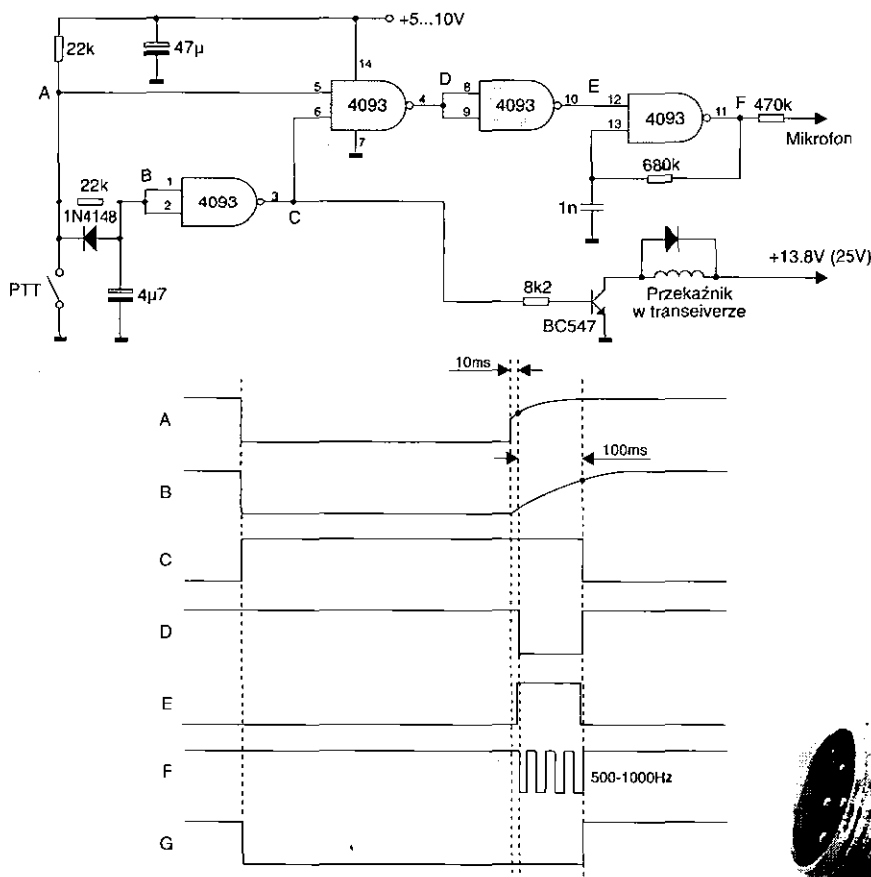 +5...10V
22k
47µ
14
A
5
6
4093
4
7
D
8
9
4093
10
E
12
13
4093
11
F
470k
Mikrofon
680k
1n
22k
1N4148
B
1
2
4093
3
C
PTT
4µ7
8k2
BC547
+13.8V (25V)
Przekaźnik
w transeiverze
10ms
A
100ms
B
C
D
E
F
500-1000Hz
G